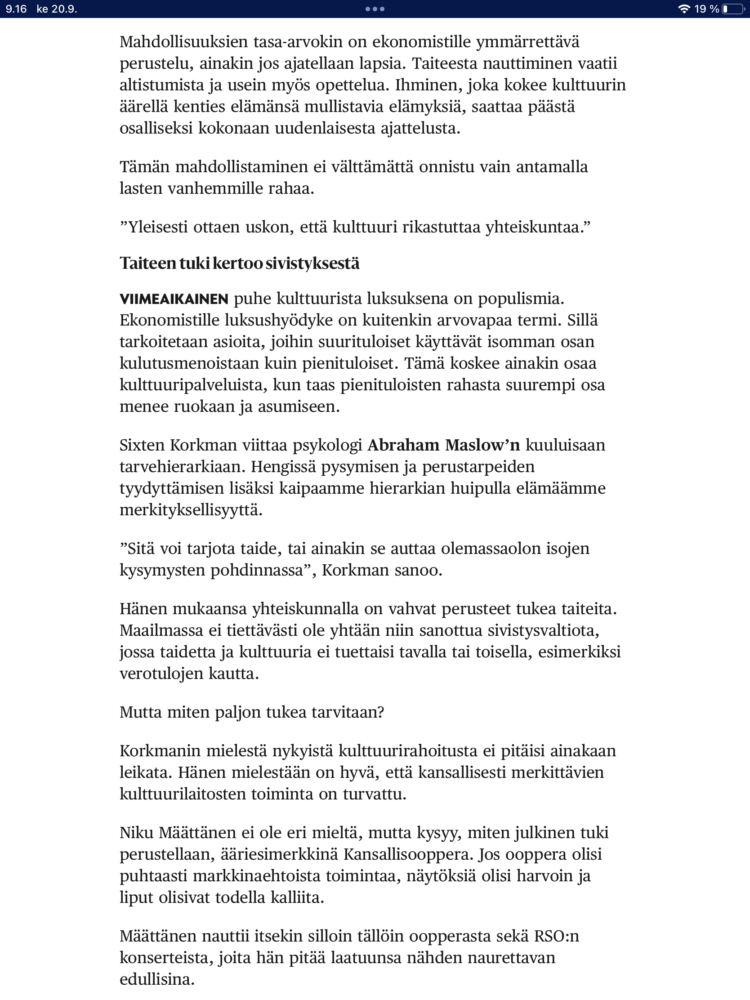 9.16 ke 20.9. 19 %
Mahdollisuuksien tasa-arvokin on ekonomistille ymmärrettävä
perustelu, ainakin jos ajatellaan lapsia. Taiteesta nauttiminen vaatii
altistumista ja usein myös opettelua. Ihminen, joka kokee kulttuurin
äärellä kenties elämänsä mullistavia elämyksiä, saattaa päästä
osalliseksi kokonaan uudenlaisesta ajattelusta.
Tämän mahdollistaminen ei välttämättä onnistu vain antamalla
lasten vanhemmille rahaa.
”Yleisesti ottaen uskon, että kulttuuri rikastuttaa yhteiskuntaa.”
Taiteen tuki kertoo sivistyksestä
VIIMEAIKAINEN puhe kulttuurista luksuksena on populismia.
Ekonomistille luksushyödyke on kuitenkin arvovapaa termi. Sillä
tarkoitetaan asioita, joihin suurituloiset käyttävät isomman osan
kulutusmenoistaan kuin pienituloiset. Tämä koskee ainakin osaa
kulttuuripalveluista, kun taas pienituloisten rahasta suurempi osa
menee ruokaan ja asumiseen.
Sixten Korkman viittaa psykologi Abraham Maslow’n kuuluisaan
tarvehierarkiaan. Hengissä pysymisen ja perustarpeiden
tyydyttämisen lisäksi kaipaamme hierarkian huipulla elämäämme
merkityksellisyyttä.
”Sitä voi tarjota taide, tai ainakin se auttaa olemassaolon isojen
kysymysten pohdinnassa”, Korkman sanoo.
Hänen mukaansa yhteiskunnalla on vahvat perusteet tukea taiteita.
Maailmassa ei tiettävästi ole yhtään niin sanottua sivistysvaltiota,
jossa taidetta ja kulttuuria ei tuettaisi tavalla tai toisella, esimerkiksi
verotulojen kautta.
Mutta miten paljon tukea tarvitaan?
Korkmanin mielestä nykyistä kulttuurirahoitusta ei pitäisi ainakaan
leikata. Hänen mielestään on hyvä, että kansallisesti merkittävien
kulttuurilaitosten toiminta on turvattu.
Niku Määttänen ei ole eri mieltä, mutta kysyy, miten julkinen tuki
perustellaan, ääriesimerkkinä Kansallisooppera. Jos ooppera olisi
puhtaasti markkinaehtoista toimintaa, näytöksiä olisi harvoin ja
liput olisivat todella kalliita.
Määttänen nauttii itsekin silloin tällöin oopperasta sekä RSO:n
konserteista, joita hän pitää laatuunsa nähden naurettavan
edullisina.